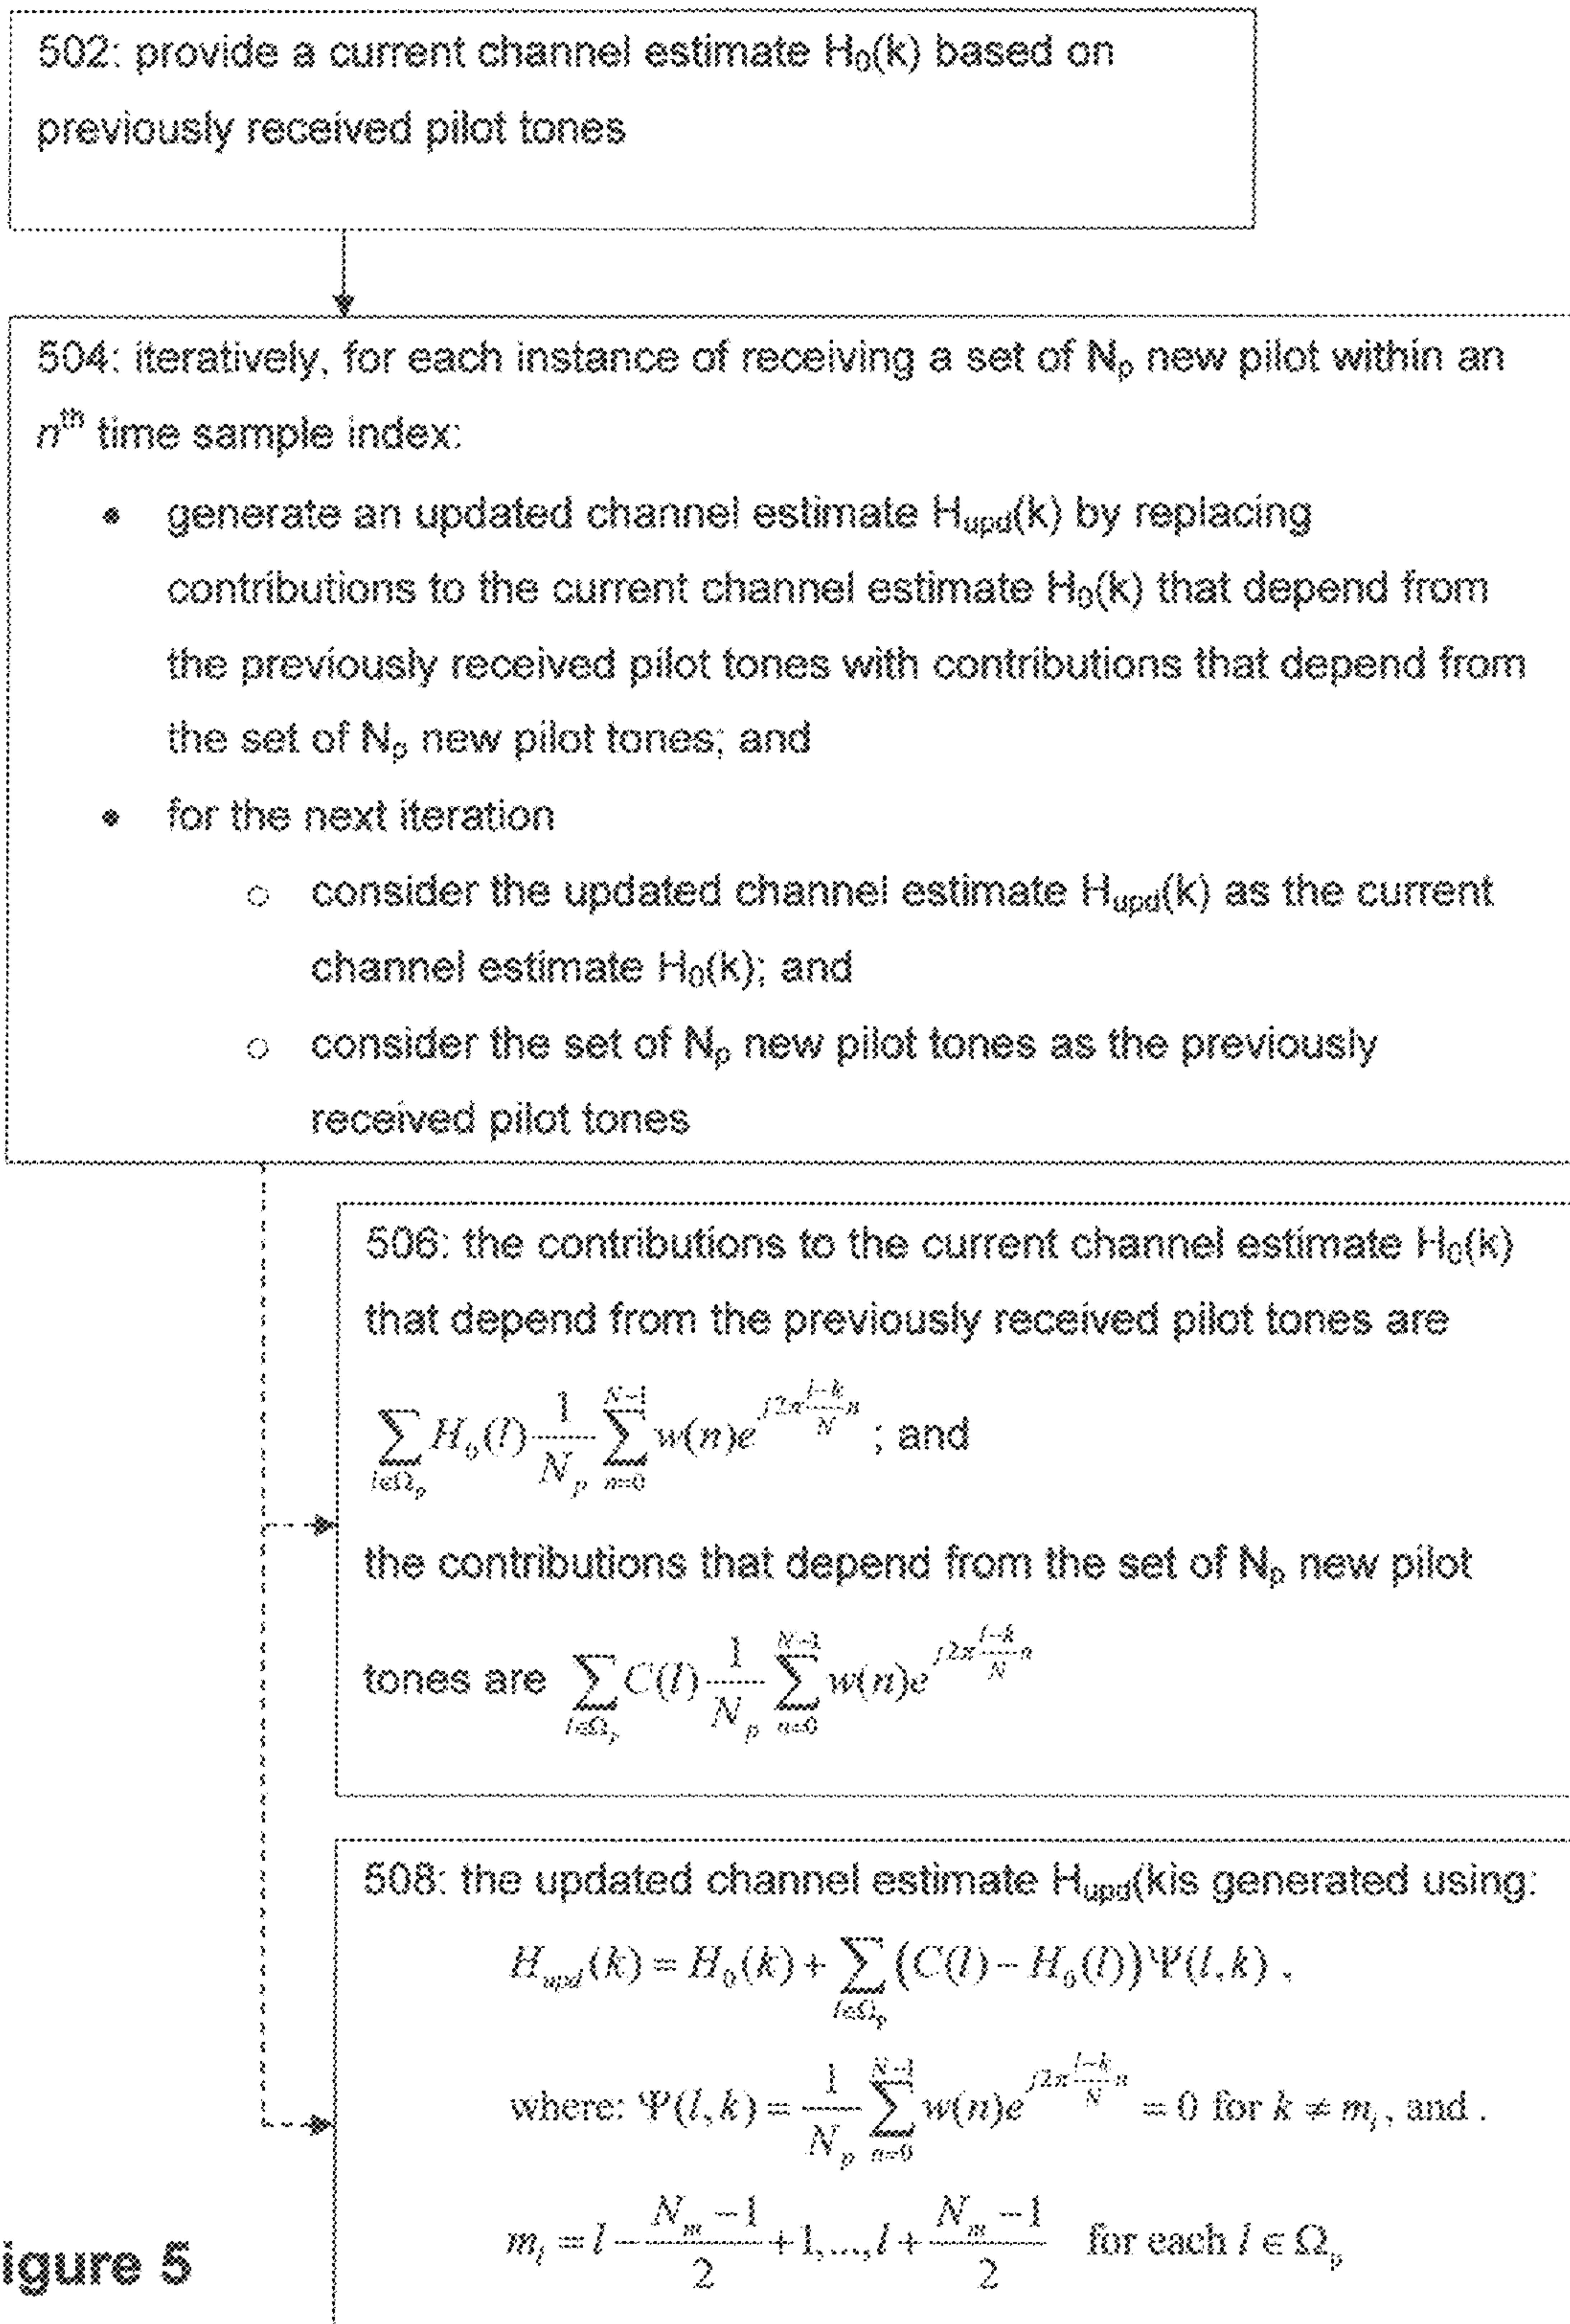 502: provide a current channel estimate H₀(k) based on
previously received pilot tones
504: iteratively, for each instance of receiving a set of Nₚ new pilot within an
nᵗʰ time sample index:
• generate an updated channel estimate H_upd(k) by replacing
contributions to the current channel estimate H₀(k) that depend from
the previously received pilot tones with contributions that depend from
the set of Nₚ new pilot tones; and
• for the next iteration
○ consider the updated channel estimate H_upd(k) as the current
channel estimate H₀(k); and
○ consider the set of Nₚ new pilot tones as the previously
received pilot tones
506: the contributions to the current channel estimate H₀(k)
that depend from the previously received pilot tones are
∑_{l∈Ωₚ} H₀(l) 1/Nₚ ∑_{n=0}^{N−1} w(n)e^{j2π (l−k)/N n} ; and
the contributions that depend from the set of Nₚ new pilot
tones are ∑_{l∈Ωₚ} C(l) 1/Nₚ ∑_{n=0}^{N−1} w(n)e^{j2π (l−k)/N n}
508: the updated channel estimate H_upd(kis generated using:
H_upd(k) = H₀(k) + ∑_{l∈Ωₚ} (C(l) − H₀(l))Ψ(l,k) ,
where: Ψ(l,k) = 1/Nₚ ∑_{n=0}^{N−1} w(n)e^{j2π (l−k)/N n} = 0 for k ≠ m_l, and .
m_l = l − (N_m − 1)/2 + 1,...,l + (N_m − 1)/2 for each l ∈ Ωₚ
igure 5